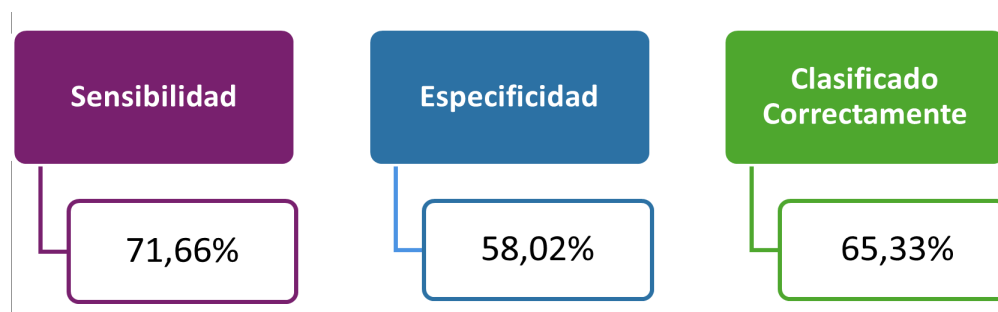 Sensibilidad
71,66%
Especificidad
58,02%
Clasificado
Correctamente
65,33%